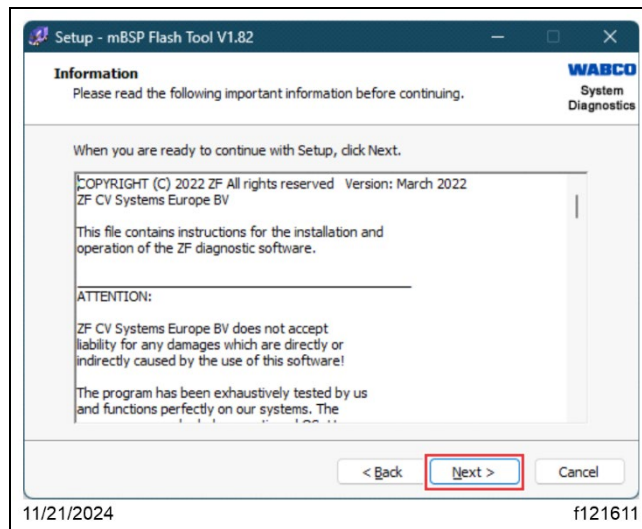 Setup - mBSP Flash Tool V1.82
Information
Please read the following important information before continuing.
WABCO
System
Diagnostics
When you are ready to continue with Setup, click Next.
COPYRIGHT (C) 2022 ZF All rights reserved   Version: March 2022
ZF CV Systems Europe BV
This file contains instructions for the installation and
operation of the ZF diagnostic software.
ATTENTION:
ZF CV Systems Europe BV does not accept
liability for any damages which are directly or
indirectly caused by the use of this software!
The program has been exhaustively tested by us
and functions perfectly on our systems. The
< Back
Next >
Cancel
11/21/2024
f121611